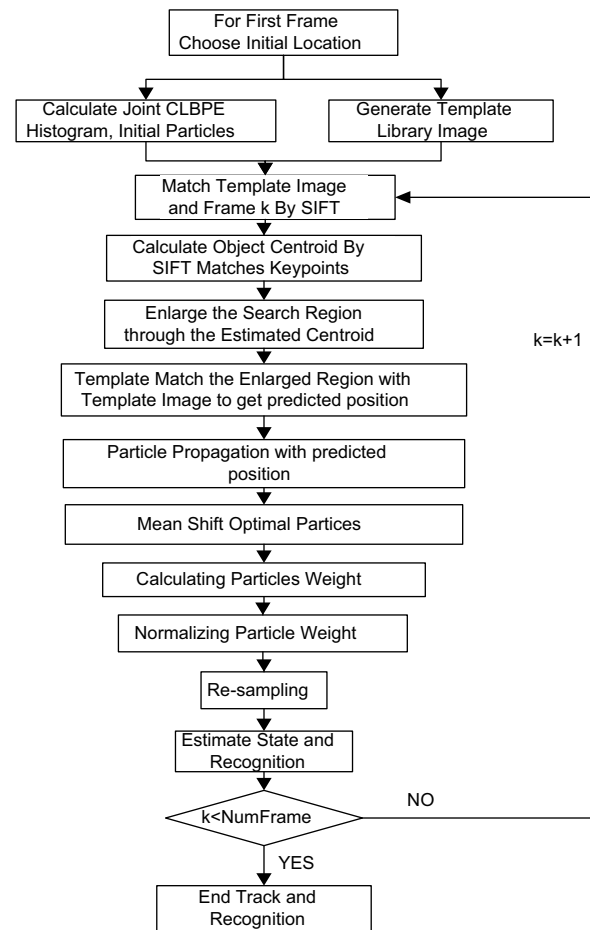 For First Frame
Choose Initial Location
Calculate Joint CLBPE
Histogram, Initial Particles
Generate Template
Library Image
Match Template Image
and Frame k By SIFT
Calculate Object Centroid By
SIFT Matches Keypoints
Enlarge the Search Region
through the Estimated Centroid
k=k+1
Template Match the Enlarged Region with
Template Image to get predicted position
Particle Propagation with predicted
position
Mean Shift Optimal Partices
Calculating Particles Weight
Normalizing Particle Weight
Re-sampling
Estimate State and
Recognition
k<NumFrame
NO
YES
End Track and
Recognition